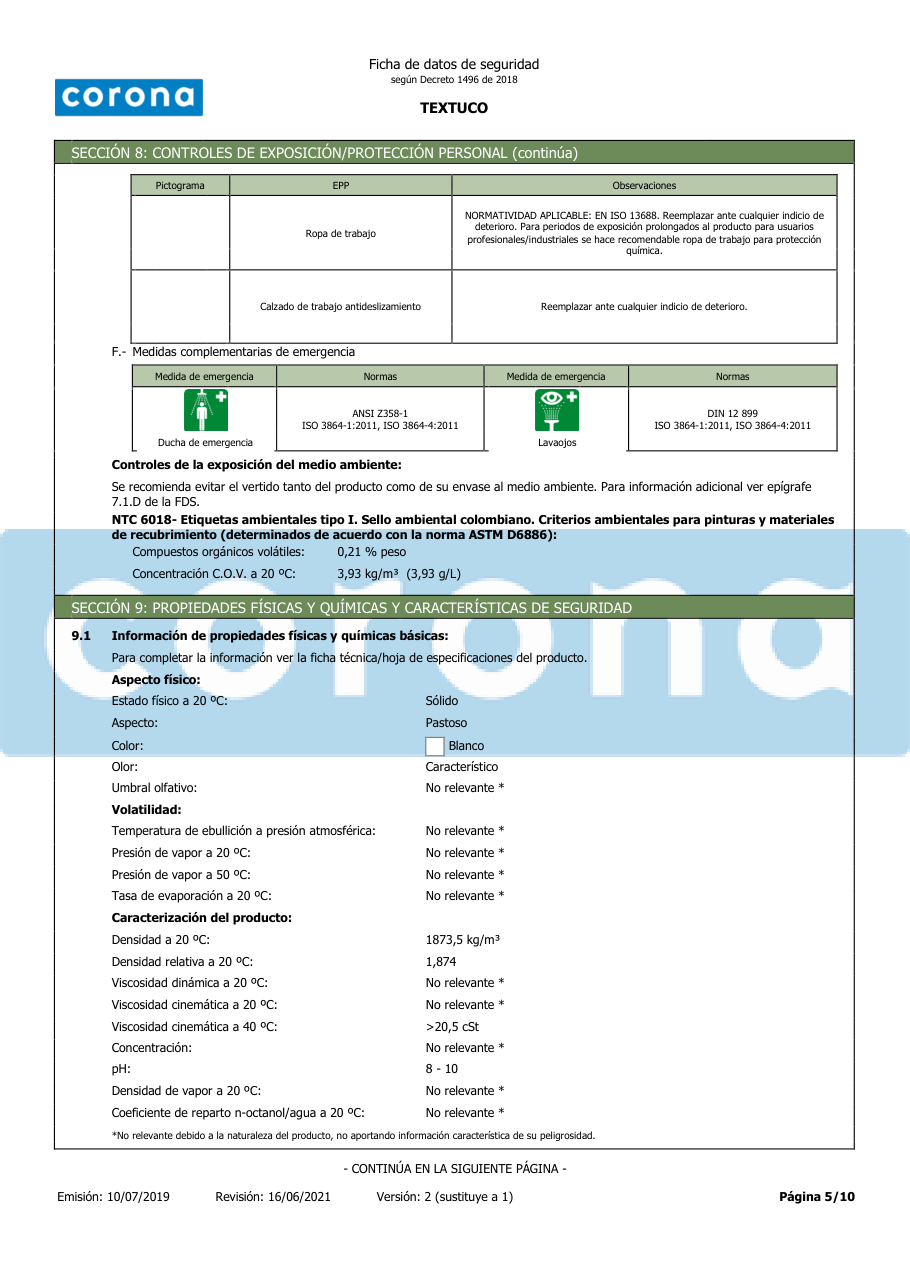 Ficha de datos de seguridad
según Decreto 1496 de 2018
corona
TEXTUCO
SECCIÓN 8: CONTROLES DE EXPOSICIÓN/PROTECCIÓN PERSONAL (continúa)
Pictograma EPP Observaciones
Ropa de trabajo
NORMATIVIDAD APLICABLE: EN ISO 13688. Reemplazar ante cualquier indicio de
deterioro. Para periodos de exposición prolongados al producto para usuarios
profesionales/industriales se hace recomendable ropa de trabajo para protección
química.
Calzado de trabajo antideslizamiento Reemplazar ante cualquier indicio de deterioro.
F.- Medidas complementarias de emergencia
Medida de emergencia Normas Medida de emergencia Normas
Ducha de emergencia
ANSI Z358-1
ISO 3864-1:2011, ISO 3864-4:2011
Lavaojos
DIN 12 899
ISO 3864-1:2011, ISO 3864-4:2011
Controles de la exposición del medio ambiente:
Se recomienda evitar el vertido tanto del producto como de su envase al medio ambiente. Para información adicional ver epígrafe
7.1.D de la FDS.
NTC 6018- Etiquetas ambientales tipo I. Sello ambiental colombiano. Criterios ambientales para pinturas y materiales
de recubrimiento (determinados de acuerdo con la norma ASTM D6886):
Compuestos orgánicos volátiles: 0,21 % peso
Concentración C.O.V. a 20 ºC: 3,93 kg/m³ (3,93 g/L)
corona
SECCIÓN 9: PROPIEDADES FÍSICAS Y QUÍMICAS Y CARACTERÍSTICAS DE SEGURIDAD
9.1 Información de propiedades físicas y químicas básicas:
Para completar la información ver la ficha técnica/hoja de especificaciones del producto.
Aspecto físico:
Estado físico a 20 ºC: Sólido
Aspecto: Pastoso
Color: Blanco
Olor: Característico
Umbral olfativo: No relevante *
Volatilidad:
Temperatura de ebullición a presión atmosférica: No relevante *
Presión de vapor a 20 ºC: No relevante *
Presión de vapor a 50 ºC: No relevante *
Tasa de evaporación a 20 ºC: No relevante *
Caracterización del producto:
Densidad a 20 ºC: 1873,5 kg/m³
Densidad relativa a 20 ºC: 1,874
Viscosidad dinámica a 20 ºC: No relevante *
Viscosidad cinemática a 20 ºC: No relevante *
Viscosidad cinemática a 40 ºC: >20,5 cSt
Concentración: No relevante *
pH: 8 - 10
Densidad de vapor a 20 ºC: No relevante *
Coeficiente de reparto n-octanol/agua a 20 ºC: No relevante *
*No relevante debido a la naturaleza del producto, no aportando información característica de su peligrosidad.
- CONTINÚA EN LA SIGUIENTE PÁGINA -
Emisión: 10/07/2019 Revisión: 16/06/2021 Versión: 2 (sustituye a 1) Página 5/10